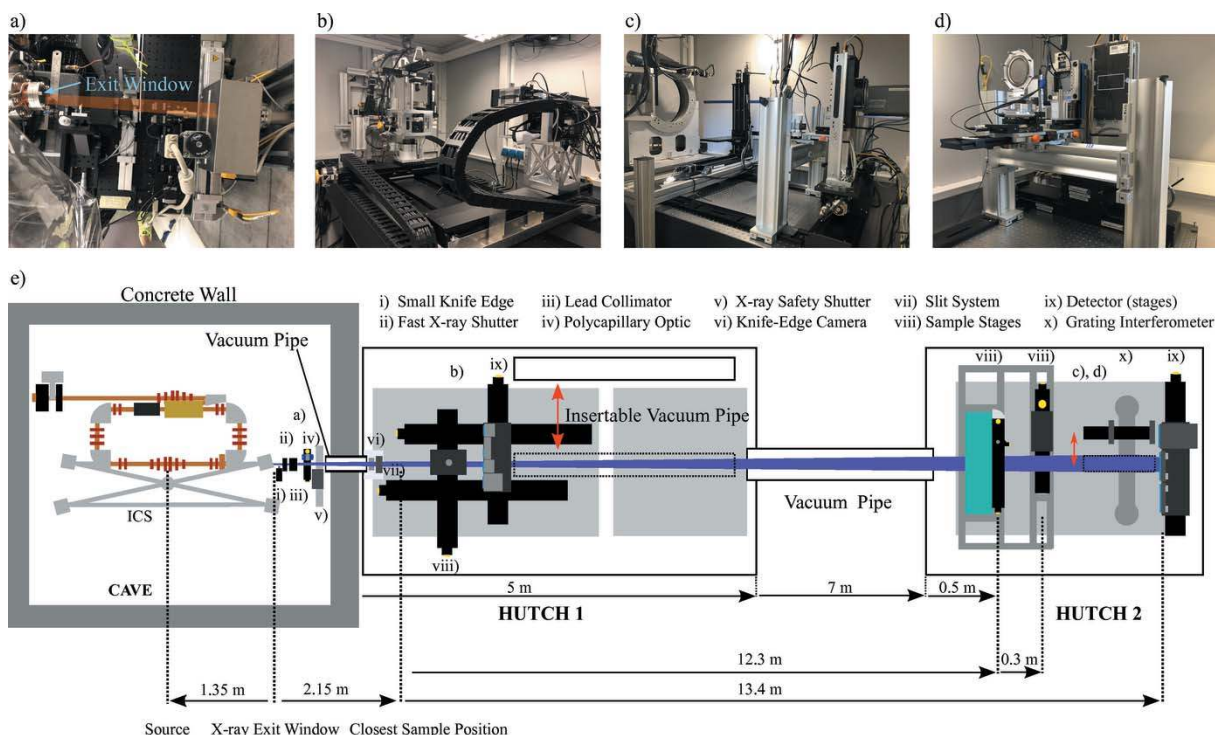 a)
b)
c)
d)
Exit Window
e)
Concrete Wall
Vacuum Pipe
i) Small Knife Edge iii) Lead Collimator v) X-ray Safety Shutter vii) Slit System ix) Detector (stages)
ii) Fast X-ray Shutter iv) Polycapillary Optic vi) Knife-Edge Camera viii) Sample Stages x) Grating Interferometer
b) ix)
viii) viii) x) ix)
c), d)
a)
ii) iv)
Insertable Vacuum Pipe
vi)
vii)
i) iii)
v)
ICS
Vacuum Pipe
viii)
CAVE
5 m 7 m 0.5 m
HUTCH 1 HUTCH 2
12.3 m 0.3 m
1.35 m 2.15 m 13.4 m
Source X-ray Exit Window Closest Sample Position